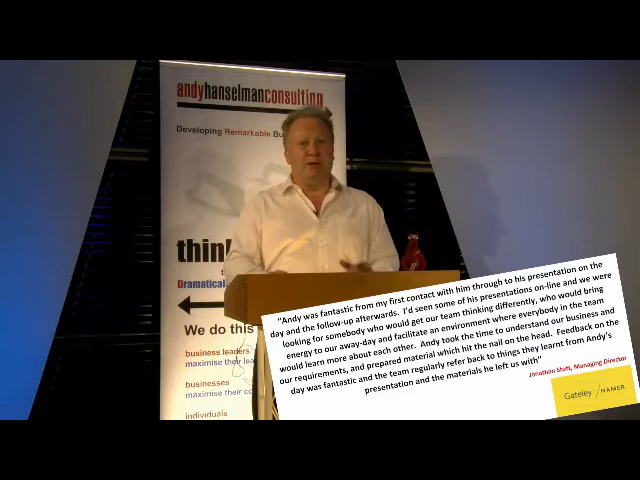 andyhanselmanconsulting
Developing Remarkable
think
Dramatical
We do this
business leaders
maximise their
businesses
maximise their
individuals
"Andy was fantastic from my first contact with him through to his presentation on the
day and the follow-up afterwards. I'd seen some of his presentations on-line and we were
looking for somebody who would get our team thinking differently, who would bring
energy to our away-day and facilitate an environment where everybody in the team
would learn more about each other. Andy took the time to understand our business and
our requirements, and prepared material which hit the nail on the head. Feedback on the
day was fantastic and the team regularly refer back to things they learnt from Andy's
presentation and the materials he left us with"
Jonathan Stott, Managing Director
Gateley / HAMER